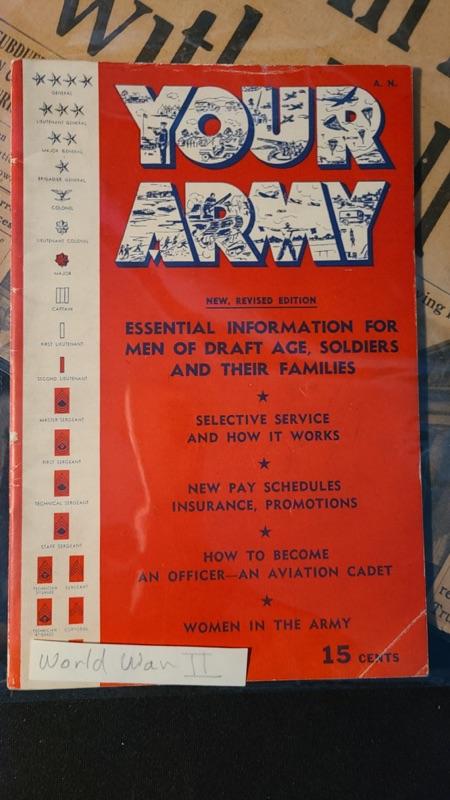 With
A. N.
YOUR
ARMY
NEW, REVISED EDITION
ESSENTIAL INFORMATION FOR
MEN OF DRAFT AGE, SOLDIERS
AND THEIR FAMILIES
SELECTIVE SERVICE
AND HOW IT WORKS
NEW PAY SCHEDULES
INSURANCE, PROMOTIONS
HOW TO BECOME
AN OFFICER—AN AVIATION CADET
WOMEN IN THE ARMY
15 CENTS
GENERAL
LIEUTENANT GENERAL
MAJOR GENERAL
BRIGADIER GENERAL
COLONEL
LIEUTENANT COLONEL
MAJOR
CAPTAIN
FIRST LIEUTENANT
SECOND LIEUTENANT
MASTER SERGEANT
FIRST SERGEANT
TECHNICAL SERGEANT
STAFF SERGEANT
TECHNICIAN
SERGEANT
TECHNICIAN
CORPORAL
World War II